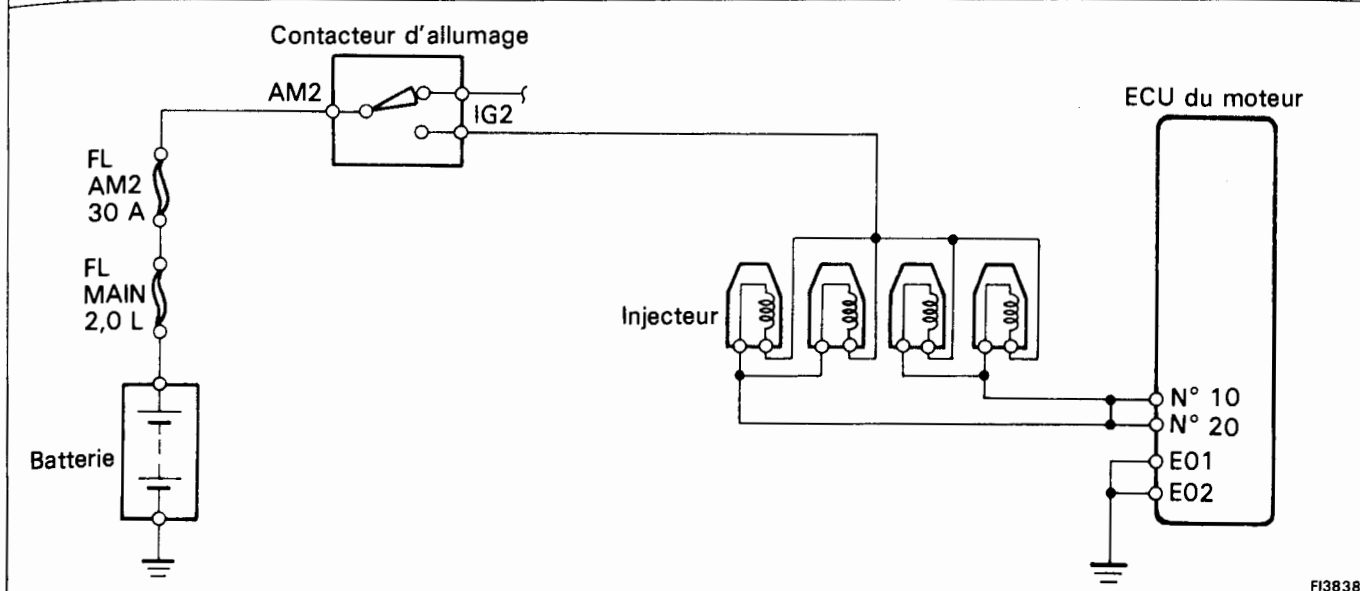 Contacteur d'allumage
AM2
IG2
ECU du moteur
FL
AM2
30 A
FL
MAIN
2,0 L
Injecteur
Batterie
N° 10
N° 20
E01
E02
FI3838